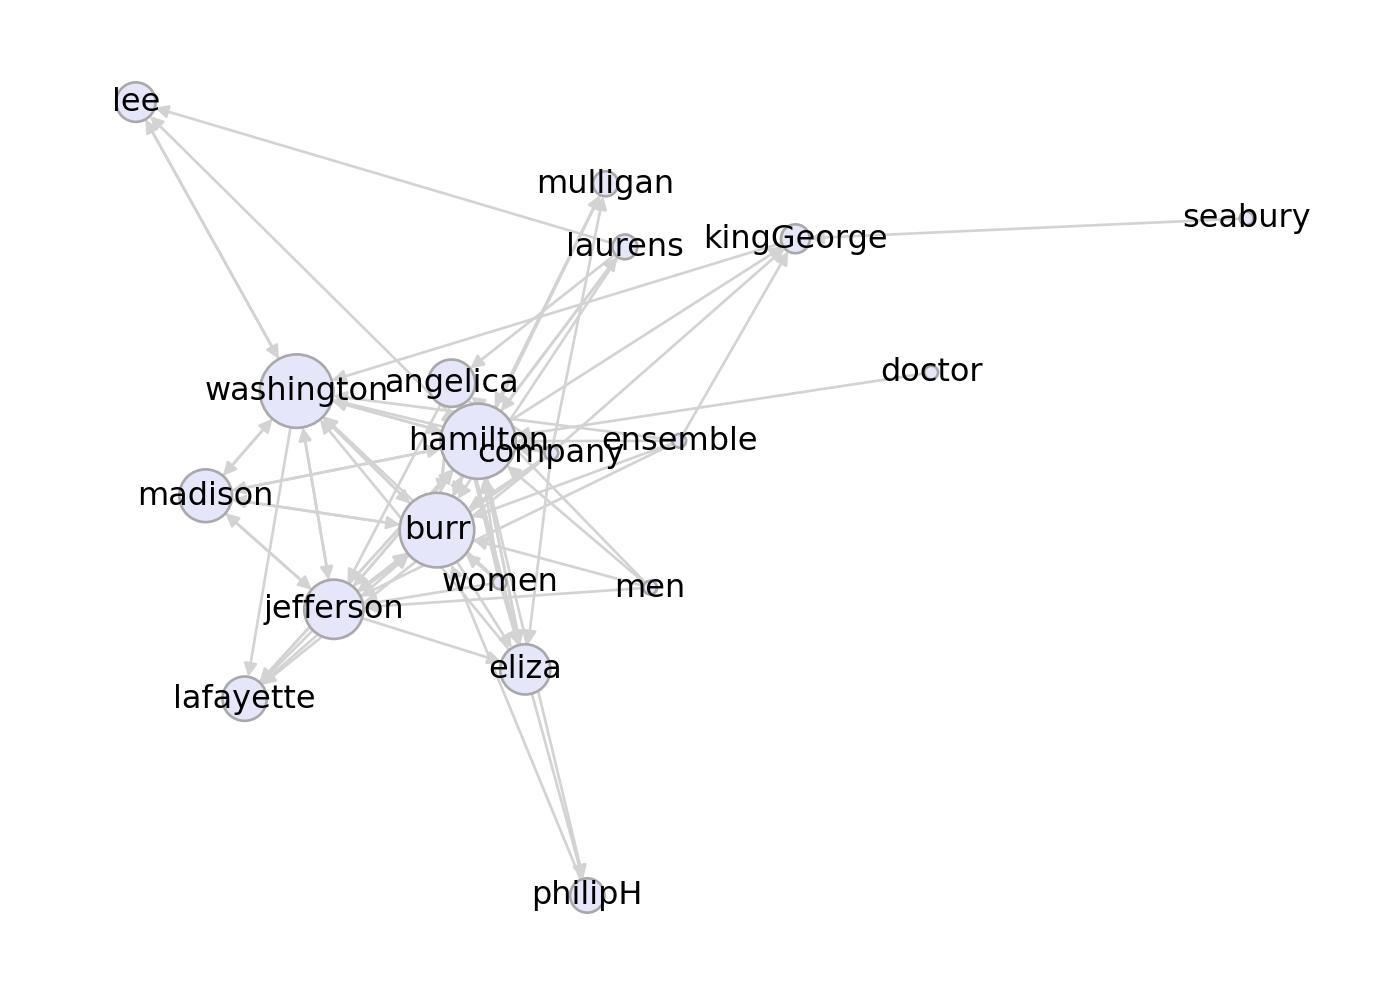 lee
mulligan
seabury
kingGeorge
laurens
doctor
angelica
washington
hamilton
ensemble
company
madison
burr
women
men
jefferson
eliza
lafayette
philipH